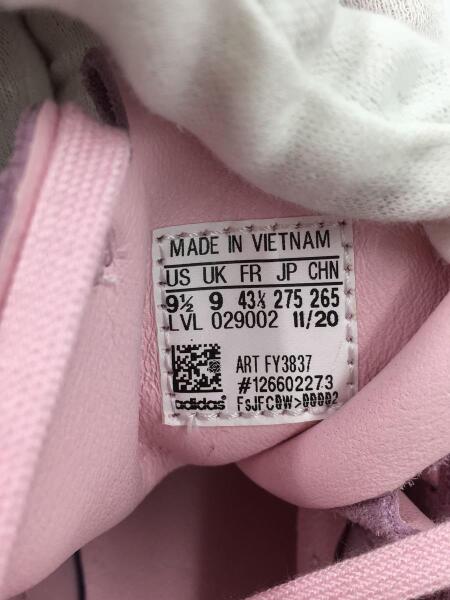 MADE IN VIETNAM
US UK FR JP CHN
9½ 9 43⅓ 275 265
LVL 029002 11/20
ART FY3837
#126602273
adidas FsJFC0W>00002